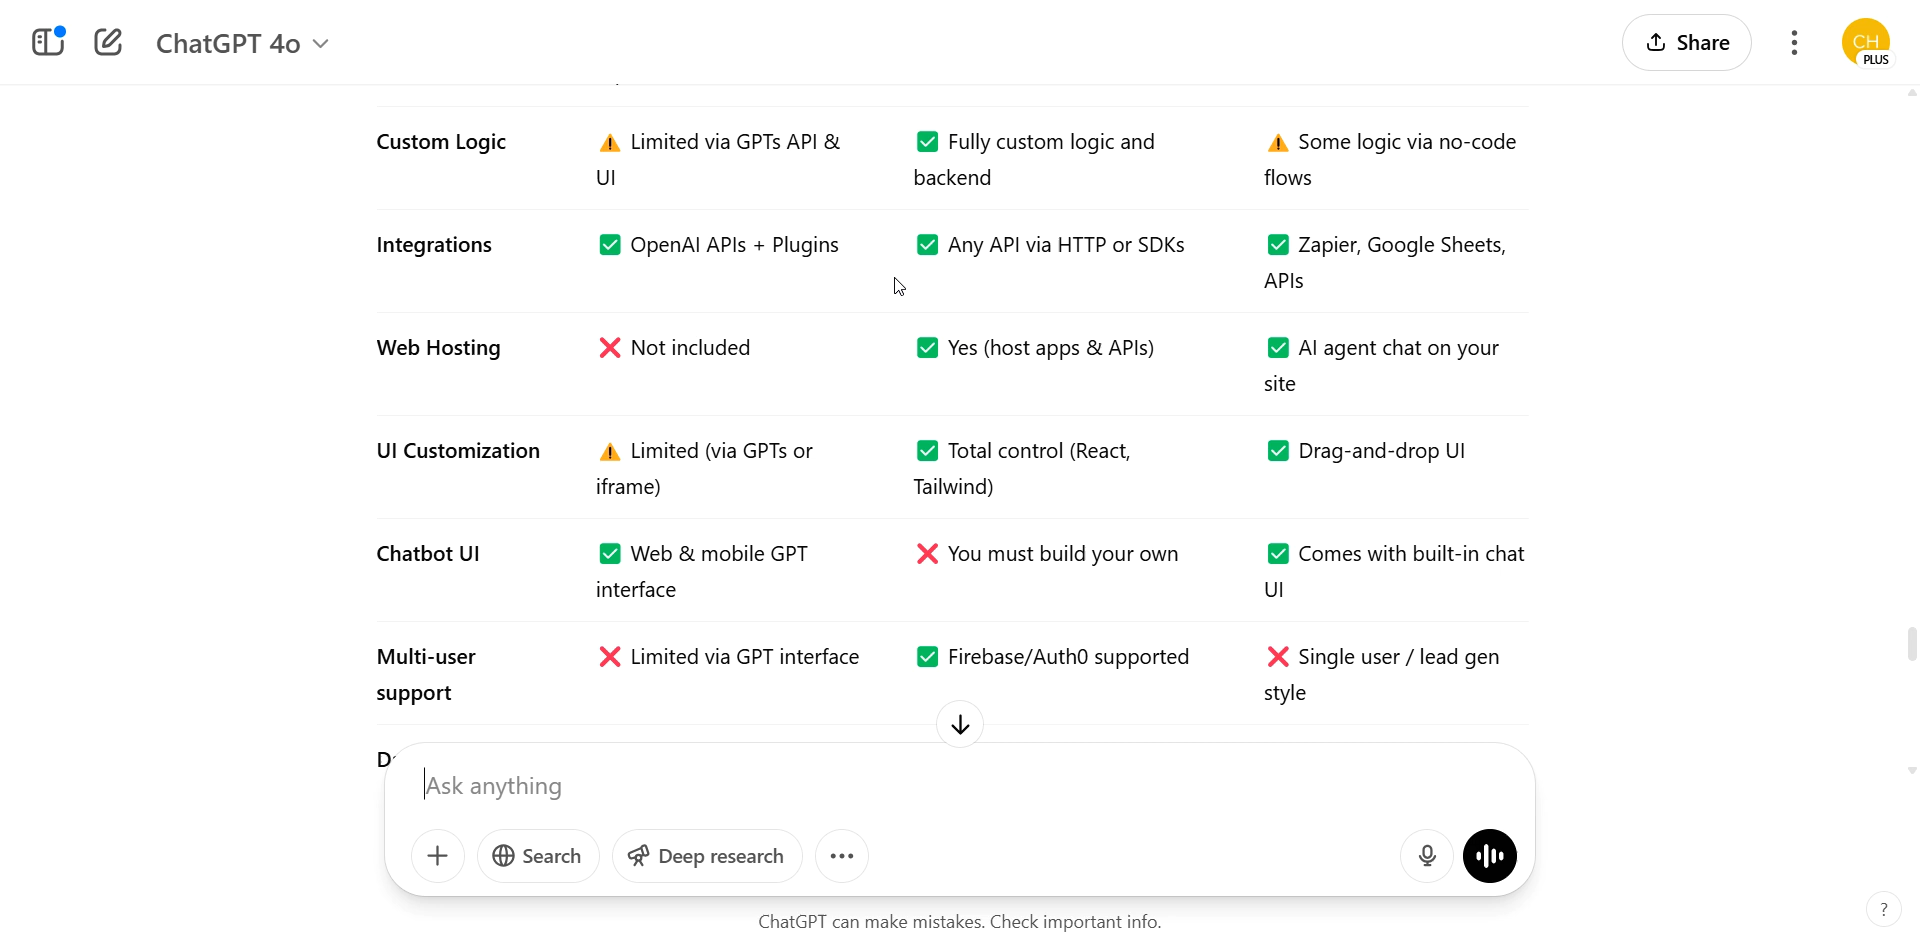 ChatGPT 4o
Share
CH
PLUS
Custom Logic
Limited via GPTs API &
UI
Fully custom logic and
backend
Some logic via no-code
flows
Integrations
OpenAI APIs + Plugins
Any API via HTTP or SDKs
Zapier, Google Sheets,
APIs
Web Hosting
Not included
Yes (host apps & APIs)
AI agent chat on your
site
UI Customization
Limited (via GPTs or
iframe)
Total control (React,
Tailwind)
Drag-and-drop UI
Chatbot UI
Web & mobile GPT
interface
You must build your own
Comes with built-in chat
UI
Multi-user
support
Limited via GPT interface
Firebase/Auth0 supported
Single user / lead gen
style
Ask anything
Search
Deep research
ChatGPT can make mistakes. Check important info.
?